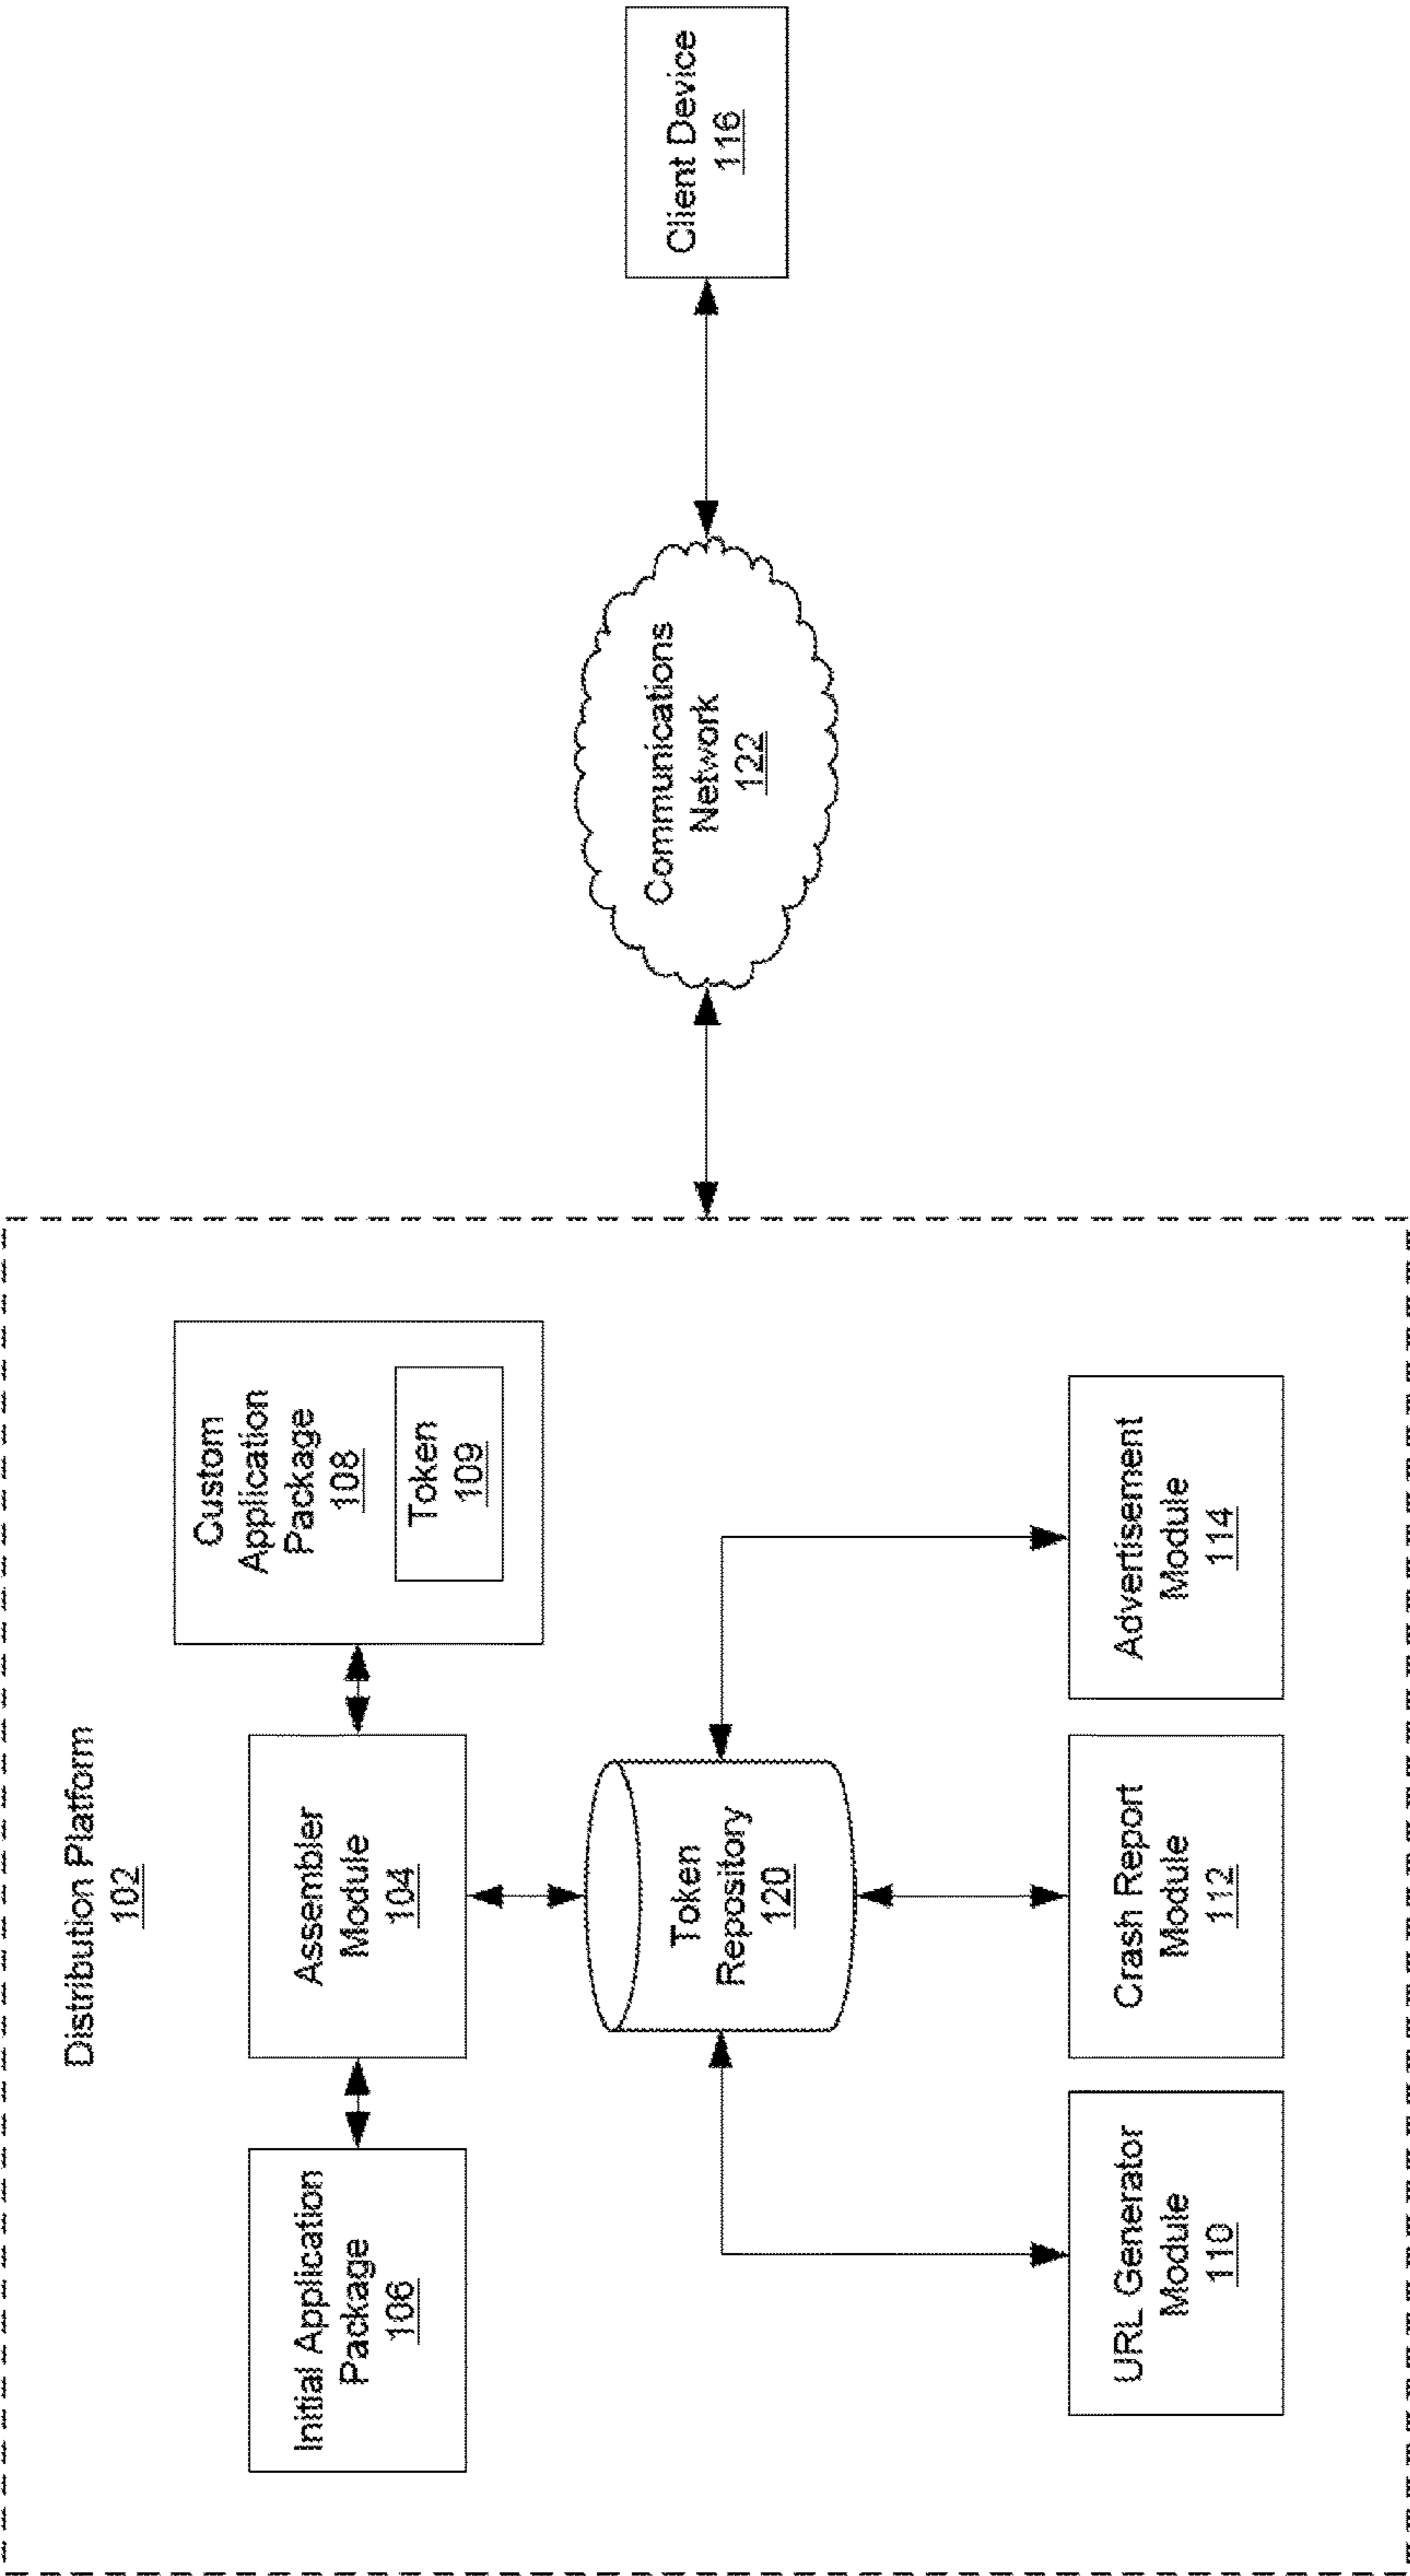 Distribution Platform
102
Initial Application
Package
106
Assembler
Module
104
Custom
Application
Package
108
Token
109
Token
Repository
120
URL Generator
Module
110
Crash Report
Module
112
Advertisement
Module
114
Communications
Network
122
Client Device
116